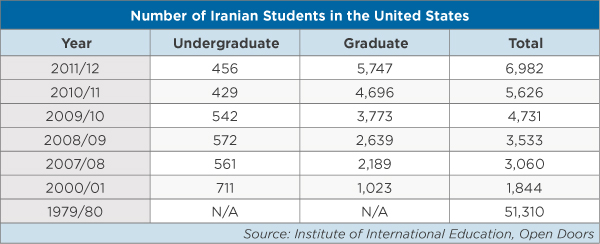 Number of Iranian Students in the United States
Year Undergraduate Graduate Total
2011/12 456 5,747 6,982
2010/11 429 4,696 5,626
2009/10 542 3,773 4,731
2008/09 572 2,639 3,533
2007/08 561 2,189 3,060
2000/01 711 1,023 1,844
1979/80 N/A N/A 51,310
Source: Institute of International Education, Open Doors